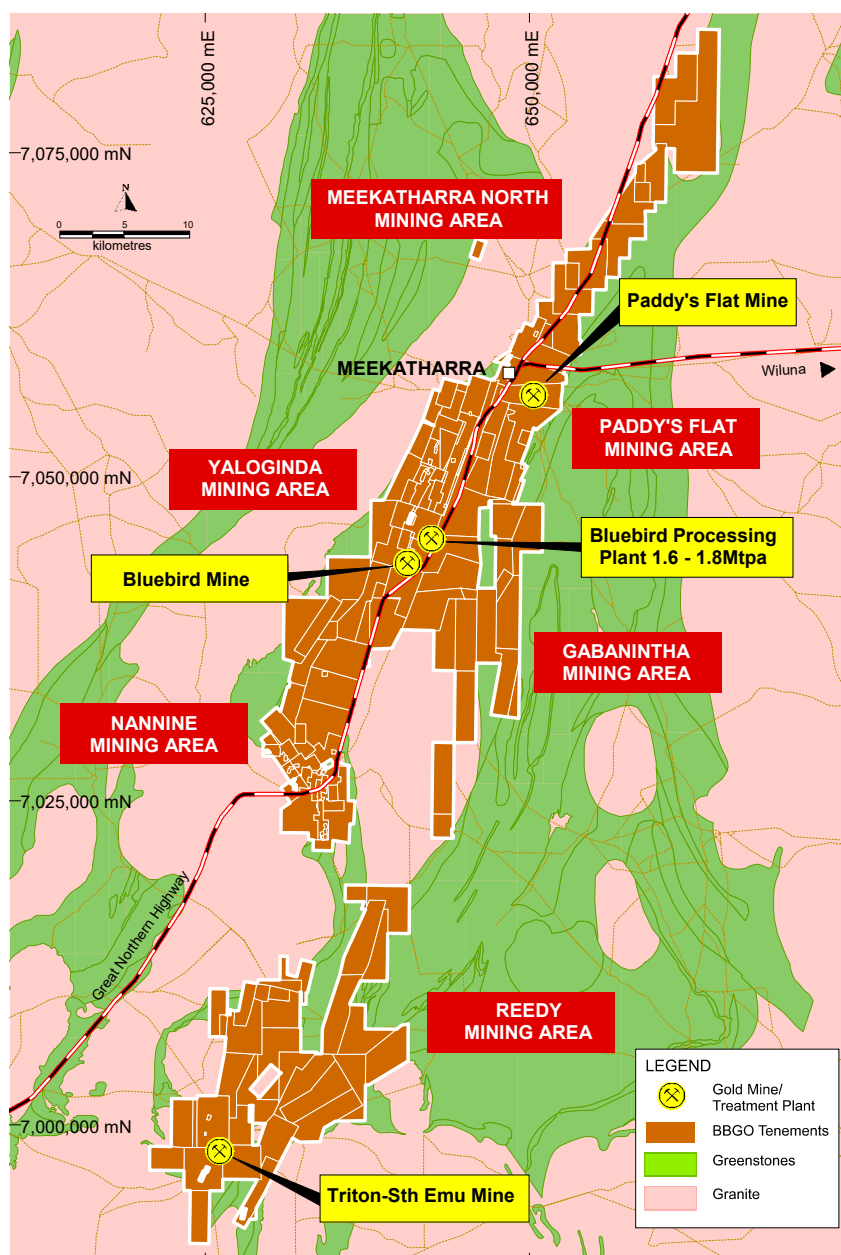 625,000 mE
650,000 mE
7,075,000 mN
N
0
5
10
kilometres
MEEKATHARRA NORTH
MINING AREA
Paddy's Flat Mine
MEEKATHARRA
Wiluna
PADDY'S FLAT
MINING AREA
YALOGINDA
MINING AREA
7,050,000 mN
Bluebird Processing
Plant 1.6 - 1.8Mtpa
Bluebird Mine
GABANINTHA
MINING AREA
NANNINE
MINING AREA
7,025,000 mN
Great Northern Highway
REEDY
MINING AREA
7,000,000 mN
Triton-Sth Emu Mine
LEGEND
Gold Mine/
Treatment Plant
BBGO Tenements
Greenstones
Granite